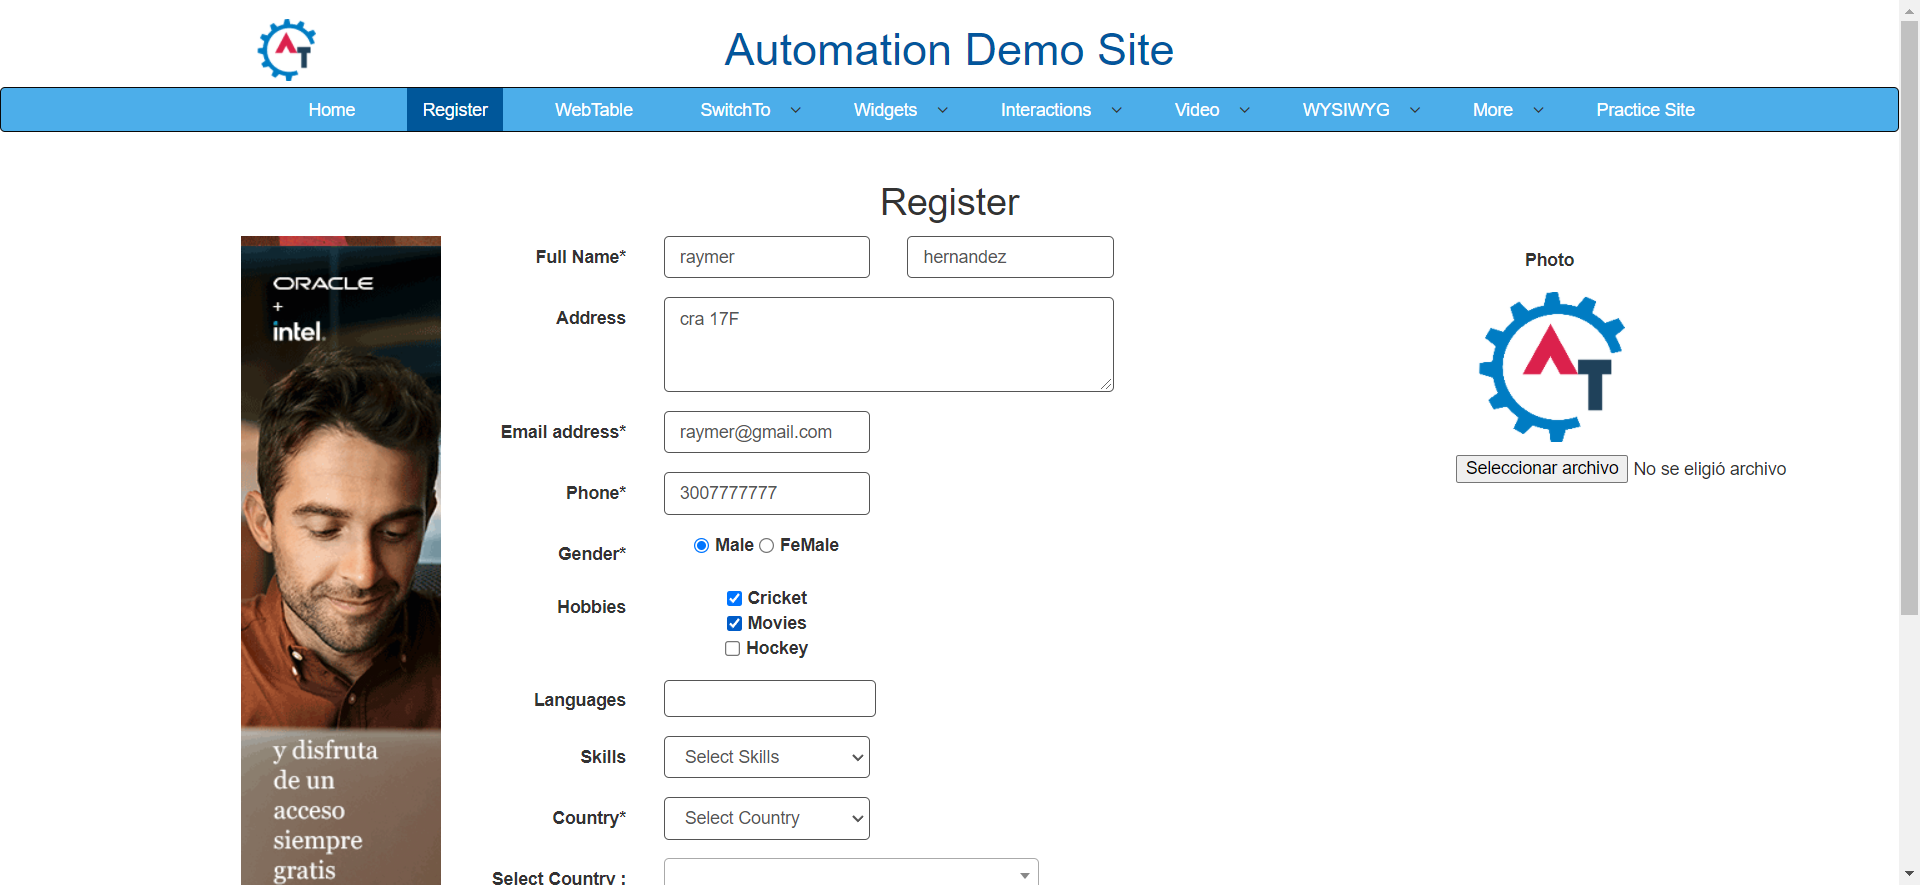 AT
Automation Demo Site
Home Register WebTable SwitchTo Widgets Interactions Video WYSIWYG More Practice Site
Register
ORACLE
+
intel.
y disfruta
de un
acceso
siempre
gratis
Full Name* raymer hernandez
Address cra 17F
Email address* raymer@gmail.com
Phone* 3007777777
Gender* Male FeMale
Hobbies Cricket
Movies
Hockey
Languages
Skills Select Skills
Country* Select Country
Select Country :
Photo
AT
Seleccionar archivo No se eligió archivo